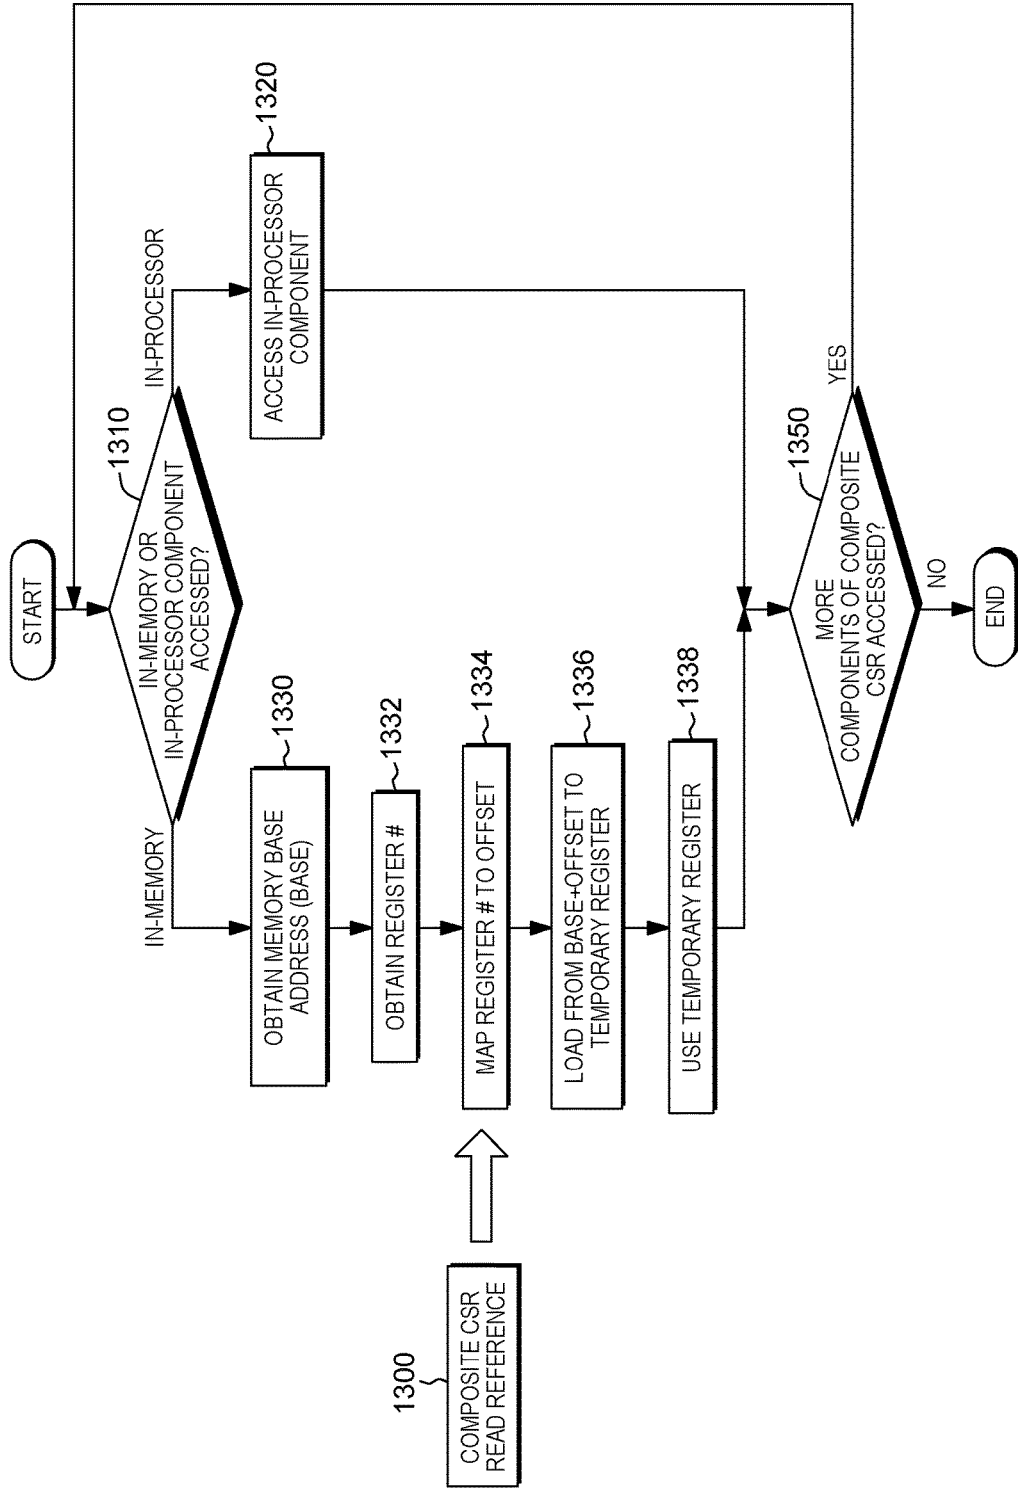 START
1310
IN-MEMORY OR
IN-PROCESSOR COMPONENT
ACCESSED?
IN-MEMORY
IN-PROCESSOR
1320
ACCESS IN-PROCESSOR
COMPONENT
1330
OBTAIN MEMORY BASE
ADDRESS (BASE)
1332
OBTAIN REGISTER #
1334
MAP REGISTER # TO OFFSET
1336
LOAD FROM BASE+OFFSET TO
TEMPORARY REGISTER
1338
USE TEMPORARY REGISTER
1300
COMPOSITE CSR
READ REFERENCE
1350
MORE
COMPONENTS OF COMPOSITE
CSR ACCESSED?
YES
NO
END